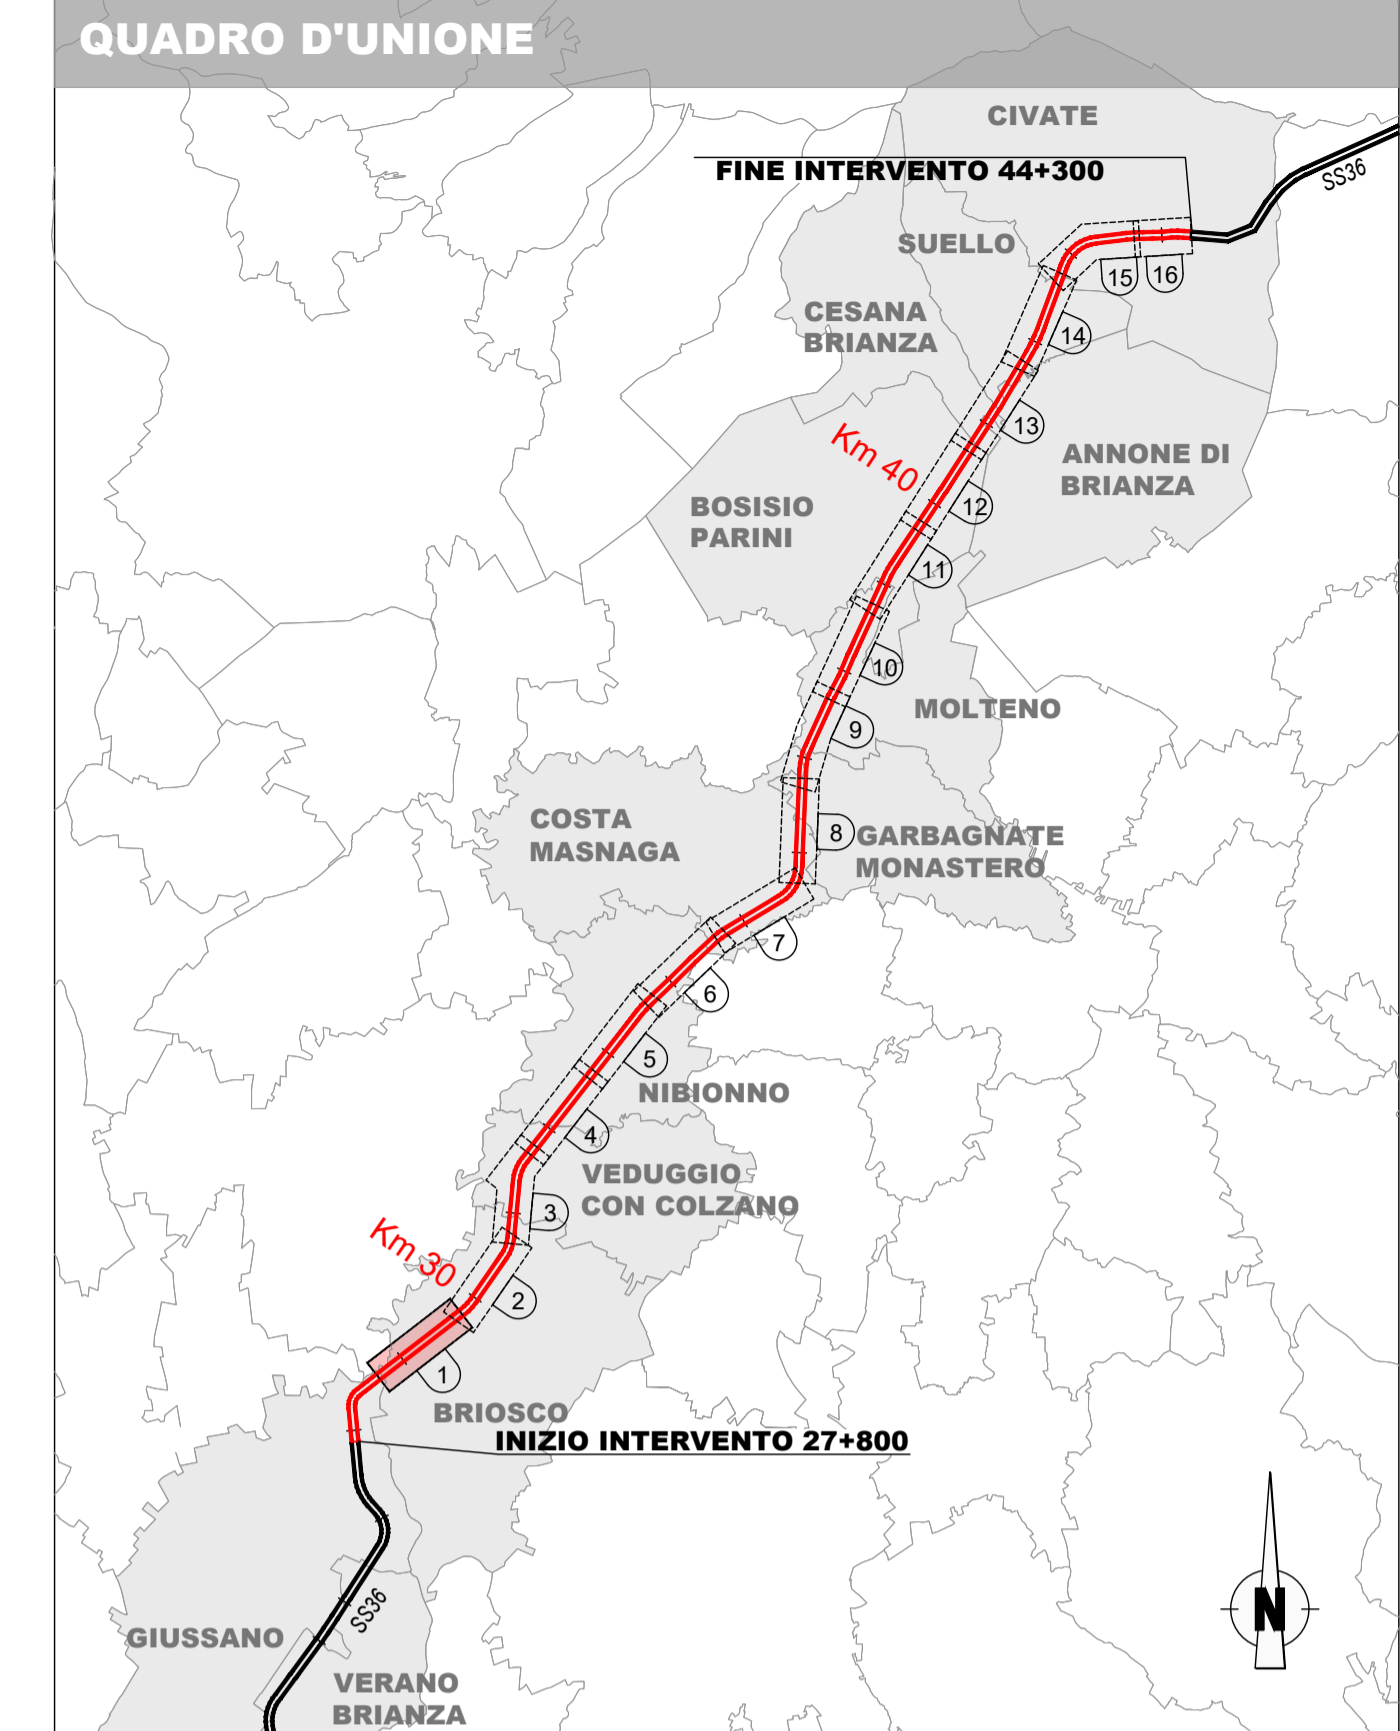 QUADRO D'UNIONE
CIVATE
FINE INTERVENTO 44+300
SS36
SUELLO
15
16
CESANA
BRIANZA
14
13
Km 40
ANNONE DI
BRIANZA
12
BOSISIO
PARINI
11
10
MOLTENO
9
COSTA
MASNAGA
8
GARBAGNATE
MONASTERO
7
6
5
NIBIONNO
4
VEDUGGIO
CON COLZANO
3
Km 30
2
1
BRIOSCO
INIZIO INTERVENTO 27+800
SS36
GIUSSANO
VERANO
BRIANZA
N